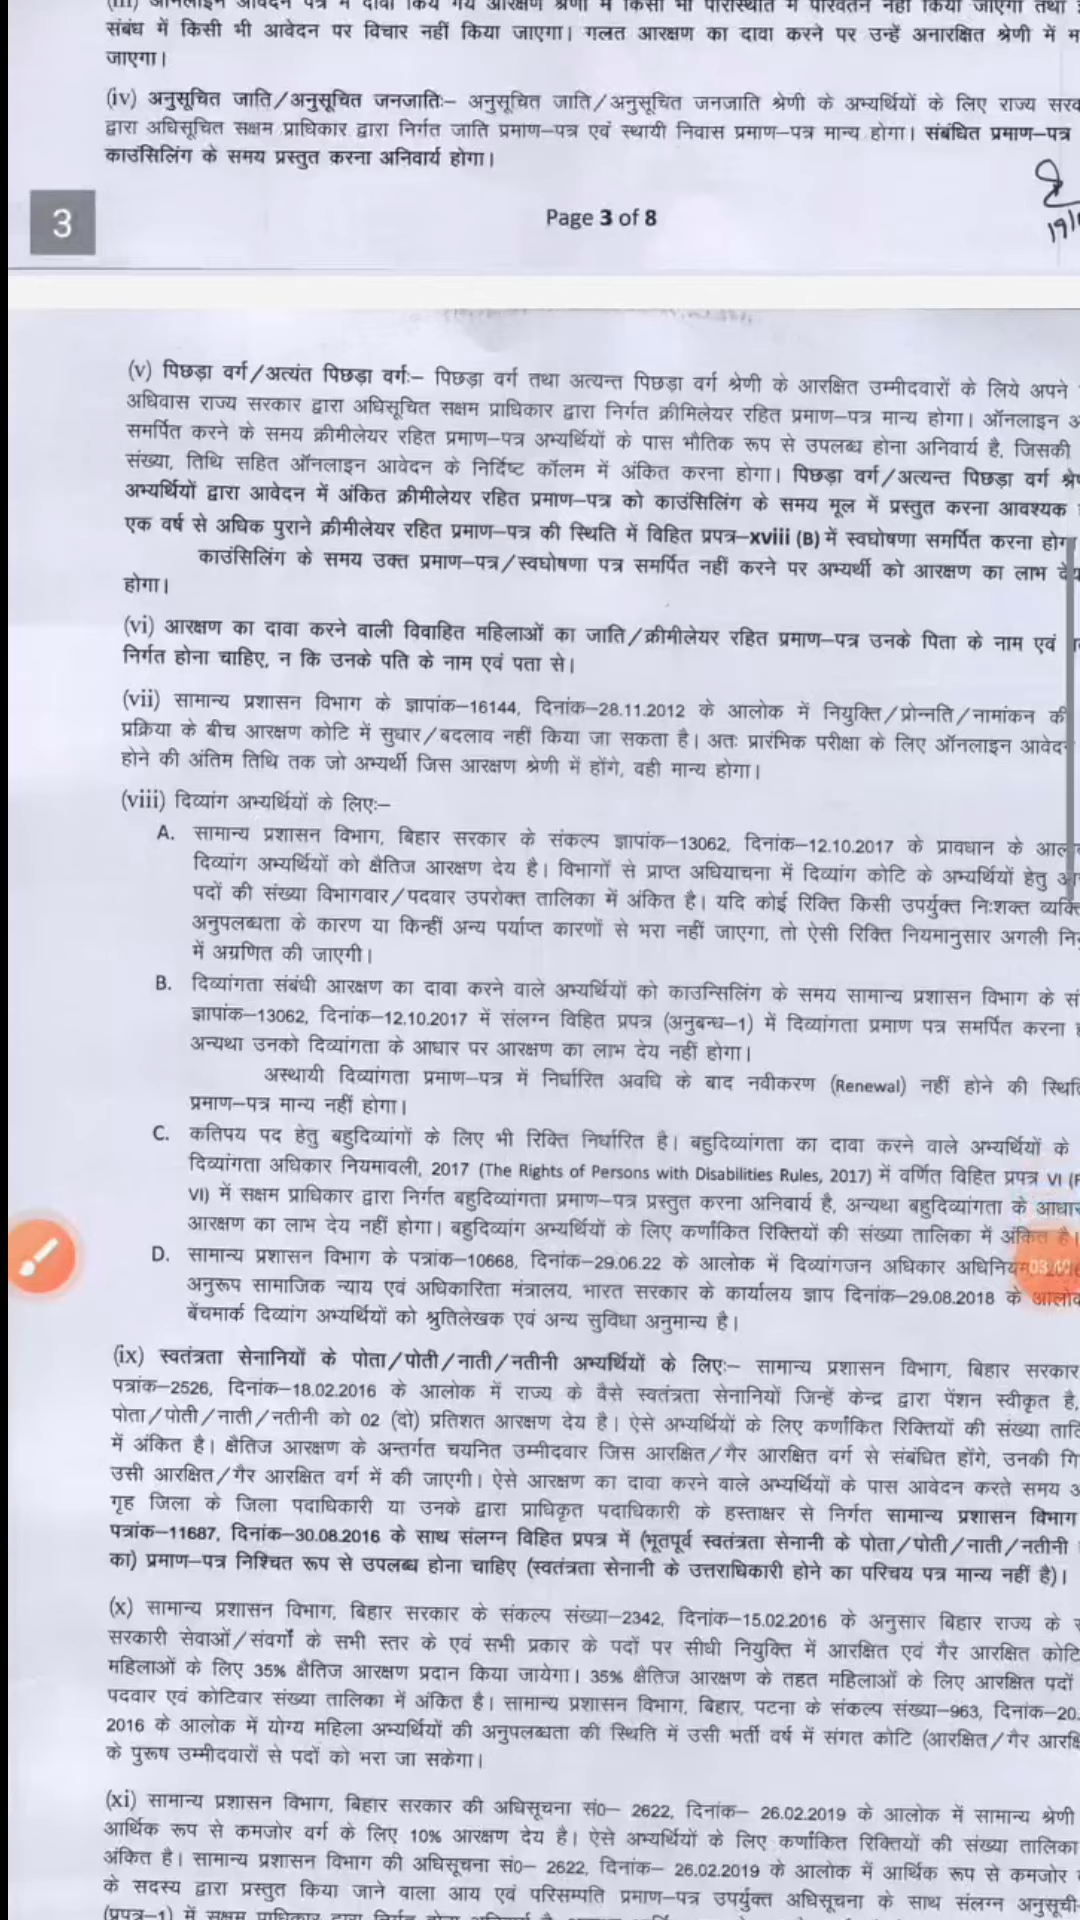 संबंध में किसी भी आवेदन पर विचार नहीं किया जाएगा। गलत आरक्षण का दावा करने पर उन्हें अनारक्षित श्रेणी में
जाएगा।
(iv) अनुसूचित जाति/अनुसूचित जनजातिः– अनुसूचित जाति/अनुसूचित जनजाति श्रेणी के अभ्यर्थियों के लिए राज्य
द्वारा अधिसूचित सक्षम प्राधिकार द्वारा निर्गत जाति प्रमाण–पत्र एवं स्थायी निवास प्रमाण–पत्र मान्य होगा। संबंधित प्रमाण–पत्र
काउंसिलिंग के समय प्रस्तुत करना अनिवार्य होगा।
3
Page 3 of 8
(v) पिछड़ा वर्ग/अत्यंत पिछड़ा वर्गः– पिछड़ा वर्ग तथा अत्यन्त पिछड़ा वर्ग श्रेणी के आरक्षित उम्मीदवारों के लिये अपने
अधिवास राज्य सरकार द्वारा अधिसूचित सक्षम प्राधिकार द्वारा निर्गत क्रीमिलेयर रहित प्रमाण–पत्र मान्य होगा। ऑनलाइन
समर्पित करने के समय क्रीमीलेयर रहित प्रमाण–पत्र अभ्यर्थियों के पास भौतिक रूप से उपलब्ध होना अनिवार्य है, जिसकी
संख्या, तिथि सहित ऑनलाइन आवेदन के निर्दिष्ट कॉलम में अंकित करना होगा। पिछड़ा वर्ग/अत्यन्त पिछड़ा वर्ग
अभ्यर्थियों द्वारा आवेदन में अंकित क्रीमीलेयर रहित प्रमाण–पत्र को काउंसिलिंग के समय मूल में प्रस्तुत करना आवश्यक
एक वर्ष से अधिक पुराने क्रीमीलेयर रहित प्रमाण–पत्र की स्थिति में विहित प्रपत्र–xviii (B) में स्वघोषणा समर्पित करना
काउंसिलिंग के समय उक्त प्रमाण–पत्र/स्वघोषणा पत्र समर्पित नहीं करने पर अभ्यर्थी को आरक्षण का लाभ
होगा।
(vi) आरक्षण का दावा करने वाली विवाहित महिलाओं का जाति/क्रीमीलेयर रहित प्रमाण–पत्र उनके पिता के नाम एवं
निर्गत होना चाहिए, न कि उनके पति के नाम एवं पता से।
(vii) सामान्य प्रशासन विभाग के ज्ञापांक–16144, दिनांक–28.11.2012 के आलोक में नियुक्ति/प्रोन्नति/नामांकन की
प्रक्रिया के बीच आरक्षण कोटि में सुधार/बदलाव नहीं किया जा सकता है। अतः प्रारंभिक परीक्षा के लिए ऑनलाइन
होने की अंतिम तिथि तक जो अभ्यर्थी जिस आरक्षण श्रेणी में होंगे, वही मान्य होगा।
(viii) दिव्यांग अभ्यर्थियों के लिएः–
A. सामान्य प्रशासन विभाग, बिहार सरकार के संकल्प ज्ञापांक–13062, दिनांक–12.10.2017 के प्रावधान के
दिव्यांग अभ्यर्थियों को क्षैतिज आरक्षण देय है। विभागों से प्राप्त अधियाचना में दिव्यांग कोटि के अभ्यर्थियों हेतु
पदों की संख्या विभागवार/पदवार उपरोक्त तालिका में अंकित है। यदि कोई रिक्ति किसी उपर्युक्त निःशक्त
अनुपलब्धता के कारण या किन्हीं अन्य पर्याप्त कारणों से भरा नहीं जाएगा, तो ऐसी रिक्ति नियमानुसार अगली
में अग्रणित की जाएगी।
B. दिव्यांगता संबंधी आरक्षण का दावा करने वाले अभ्यर्थियों को काउन्सिलिंग के समय सामान्य प्रशासन विभाग के
ज्ञापांक–13062, दिनांक–12.10.2017 में संलग्न विहित प्रपत्र (अनुबन्ध–1) में दिव्यांगता प्रमाण पत्र समर्पित करना
अन्यथा उनको दिव्यांगता के आधार पर आरक्षण का लाभ देय नहीं होगा।
अस्थायी दिव्यांगता प्रमाण–पत्र में निर्धारित अवधि के बाद नवीकरण (Renewal) नहीं होने की
प्रमाण–पत्र मान्य नहीं होगा।
C. कतिपय पद हेतु बहुदिव्यांगों के लिए भी रिक्ति निर्धारित है। बहुदिव्यांगता का दावा करने वाले अभ्यर्थियों के
दिव्यांगता अधिकार नियमावली, 2017 (The Rights of Persons with Disabilities Rules, 2017) में वर्णित विहित प्रपत्र VI
VI) में सक्षम प्राधिकार द्वारा निर्गत बहुदिव्यांगता प्रमाण–पत्र प्रस्तुत करना अनिवार्य है, अन्यथा बहुदिव्यांगता के आधार
आरक्षण का लाभ देय नहीं होगा। बहुदिव्यांग अभ्यर्थियों के लिए कर्णांकित रिक्तियों की संख्या तालिका में अंकित है।
D. सामान्य प्रशासन विभाग के पत्रांक–10668, दिनांक–29.06.22 के आलोक में दिव्यांगजन अधिकार
अनुरूप सामाजिक न्याय एवं अधिकारिता मंत्रालय, भारत सरकार के कार्यालय ज्ञाप दिनांक–29.08.2018 के आलोक
बेंचमार्क दिव्यांग अभ्यर्थियों को श्रुतिलेखक एवं अन्य सुविधा अनुमान्य है।
(ix) स्वतंत्रता सेनानियों के पोता/पोती/नाती/नतीनी अभ्यर्थियों के लिएः– सामान्य प्रशासन विभाग, बिहार सरकार
पत्रांक–2526, दिनांक–18.02.2016 के आलोक में राज्य के वैसे स्वतंत्रता सेनानियों जिन्हें केन्द्र द्वारा पेंशन स्वीकृत है,
पोता/पोती/नाती/नतीनी को 02 (दो) प्रतिशत आरक्षण देय है। ऐसे अभ्यर्थियों के लिए कर्णांकित रिक्तियों की संख्या
में अंकित है। क्षैतिज आरक्षण के अन्तर्गत चयनित उम्मीदवार जिस आरक्षित/गैर आरक्षित वर्ग से संबंधित होंगे, उनकी
उसी आरक्षित/गैर आरक्षित वर्ग में की जाएगी। ऐसे आरक्षण का दावा करने वाले अभ्यर्थियों के पास आवेदन करते समय
गृह जिला के जिला पदाधिकारी या उनके द्वारा प्राधिकृत पदाधिकारी के हस्ताक्षर से निर्गत सामान्य प्रशासन विभाग
पत्रांक–11687, दिनांक–30.08.2016 के साथ संलग्न विहित प्रपत्र में (भूतपूर्व स्वतंत्रता सेनानी के पोता/पोती/नाती/नतीनी
का) प्रमाण–पत्र निश्चित रूप से उपलब्ध होना चाहिए (स्वतंत्रता सेनानी के उत्तराधिकारी होने का परिचय पत्र मान्य नहीं है)।
(x) सामान्य प्रशासन विभाग, बिहार सरकार के संकल्प संख्या–2342, दिनांक–15.02.2016 के अनुसार बिहार राज्य के
सरकारी सेवाओं/संवर्गों के सभी स्तर के एवं सभी प्रकार के पदों पर सीधी नियुक्ति में आरक्षित एवं गैर आरक्षित कोटि
महिलाओं के लिए 35% क्षैतिज आरक्षण प्रदान किया जायेगा। 35% क्षैतिज आरक्षण के तहत महिलाओं के लिए आरक्षित पदों
पदवार एवं कोटिवार संख्या तालिका में अंकित है। सामान्य प्रशासन विभाग, बिहार, पटना के संकल्प संख्या–963, दिनांक–20.
2016 के आलोक में योग्य महिला अभ्यर्थियों की अनुपलब्धता की स्थिति में उसी भर्ती वर्ष में संगत कोटि (आरक्षित/गैर
के पुरूष उम्मीदवारों से पदों को भरा जा सकेगा।
(xi) सामान्य प्रशासन विभाग, बिहार सरकार की अधिसूचना सं0– 2622, दिनांक– 26.02.2019 के आलोक में सामान्य श्रेणी
आर्थिक रूप से कमजोर वर्ग के लिए 10% आरक्षण देय है। ऐसे अभ्यर्थियों के लिए कर्णांकित रिक्तियों की संख्या तालिका
अंकित है। सामान्य प्रशासन विभाग की अधिसूचना सं0– 2622, दिनांक– 26.02.2019 के आलोक में आर्थिक रूप से कमजोर
के सदस्य द्वारा प्रस्तुत किया जाने वाला आय एवं परिसम्पति प्रमाण–पत्र उपर्युक्त अधिसूचना के साथ संलग्न अनुसूची